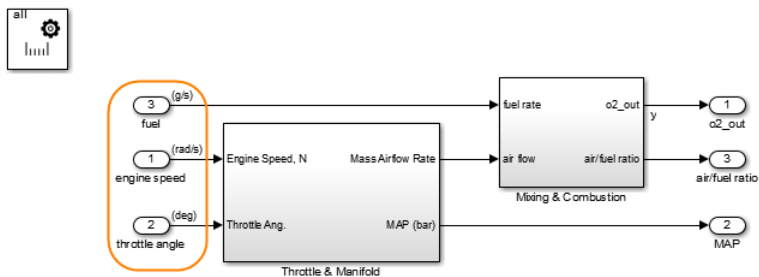 all
3
(g/s)
fuel
fuel rate
o2_out
1
y
o2_out
1
(rad/s)
engine speed
Engine Speed, N
Mass Airflow Rate
air flow
air/fuel ratio
3
air/fuel ratio
Mixing & Combustion
2
(deg)
throttle angle
Throttle Ang.
MAP (bar)
2
MAP
Throttle & Manifold